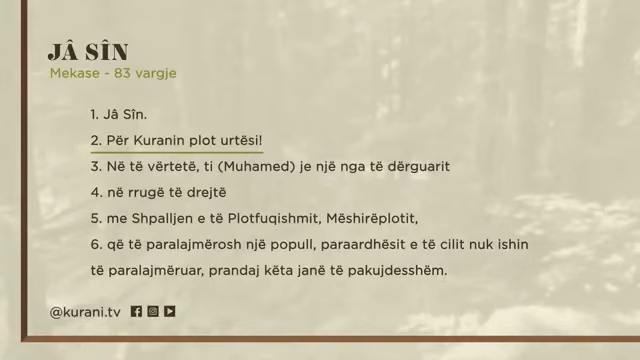 JÂ SÎN
Mekase - 83 vargje
1. Jâ Sîn.
2. Për Kuranin plot urtësi!
3. Në të vërtetë, ti (Muhamed) je një nga të dërguarit
4. në rrugë të drejtë
5. me Shpalljen e të Plotfuqishmit, Mëshirëplotit,
6. që të paralajmërosh një popull, paraardhësit e të cilit nuk ishin
të paralajmëruar, prandaj këta janë të pakujdesshëm.
@kurani.tv